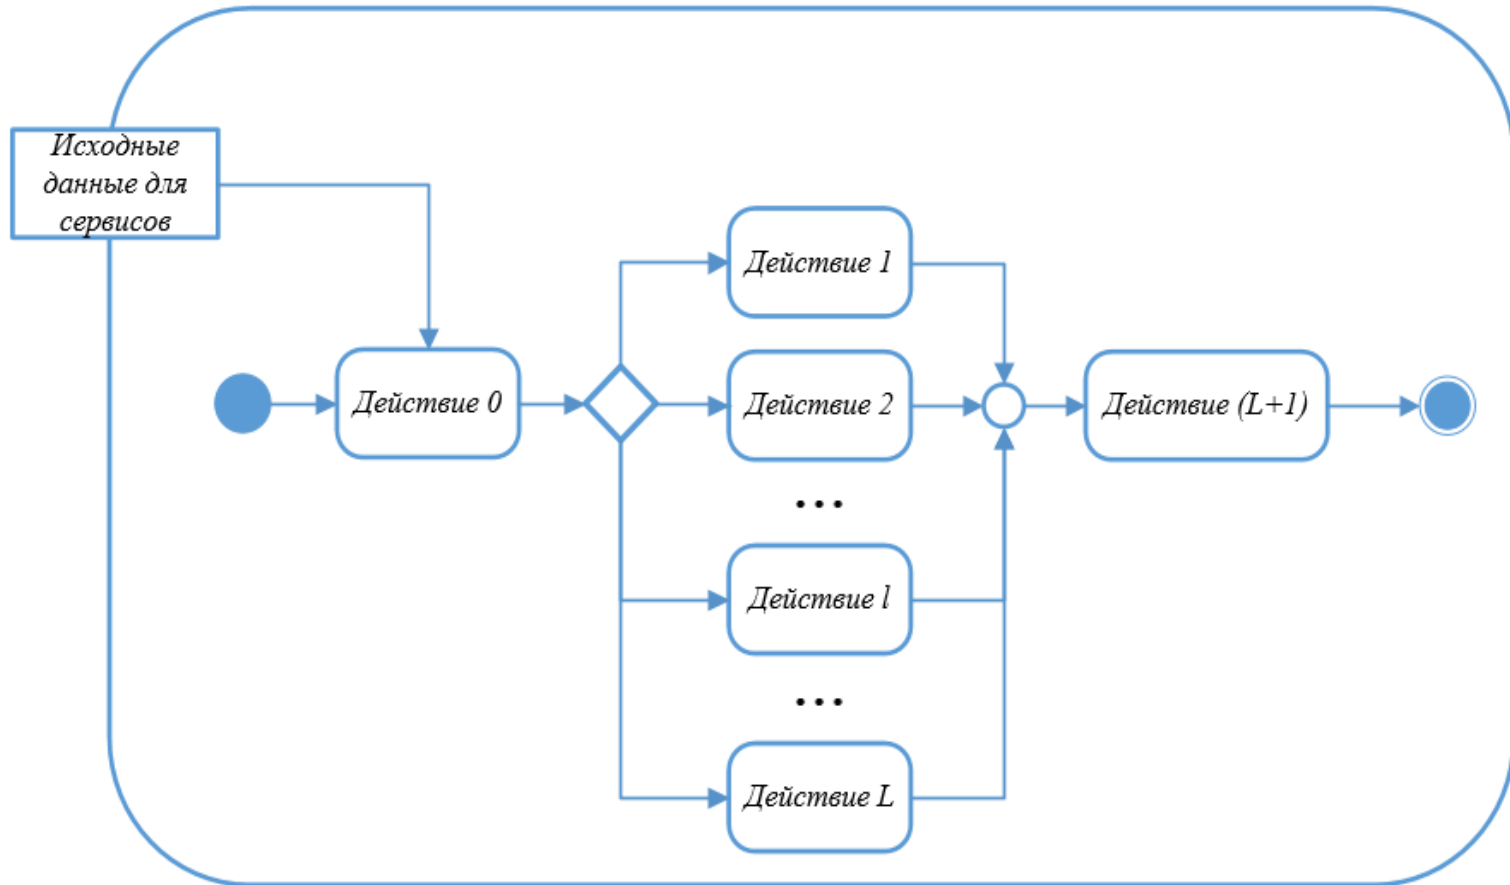 Исходные
данные для
сервисов
Действие 0
Действие 1
Действие 2
...
Действие l
...
Действие L
Действие (L+1)